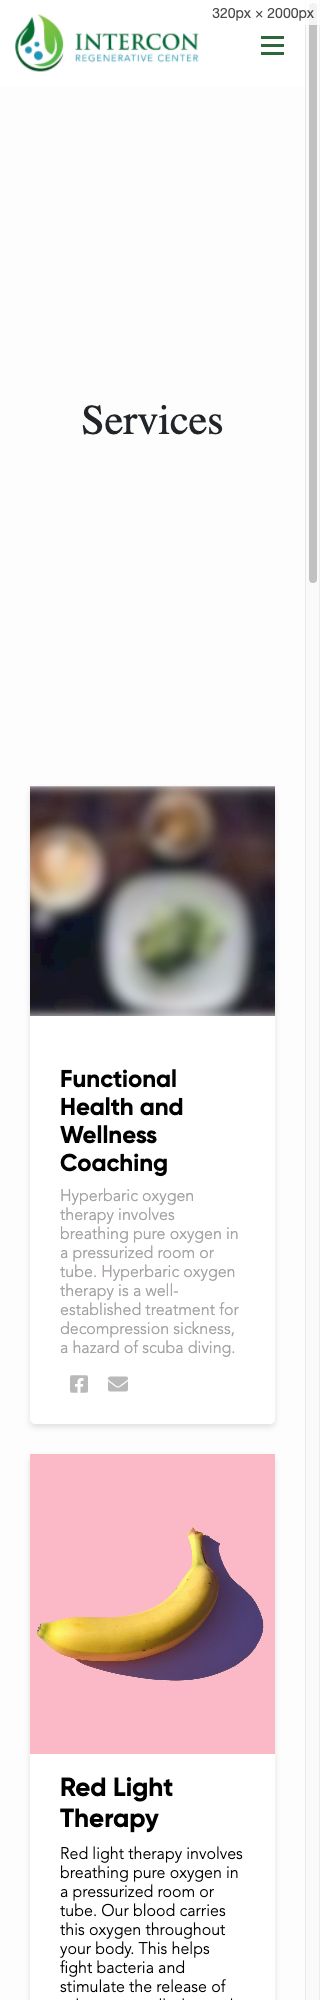 320px × 2000px
INTERCON
REGENERATIVE CENTER
Services
Functional
Health and
Wellness
Coaching
Hyperbaric oxygen
therapy involves
breathing pure oxygen in
a pressurized room or
tube. Hyperbaric oxygen
therapy is a well-
established treatment for
decompression sickness,
a hazard of scuba diving.
Red Light
Therapy
Red light therapy involves
breathing pure oxygen in
a pressurized room or
tube. Our blood carries
this oxygen throughout
your body. This helps
fight bacteria and
stimulate the release of